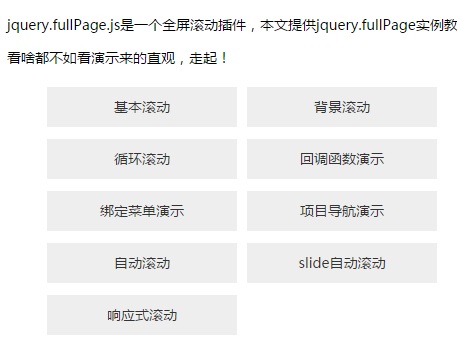 jquery.fullPage.js是一个全屏滚动插件，本文提供jquery.fullPage实例教
看啥都不如看演示来的直观，走起！
基本滚动 背景滚动
循环滚动 回调函数演示
绑定菜单演示 项目导航演示
自动滚动 slide自动滚动
响应式滚动